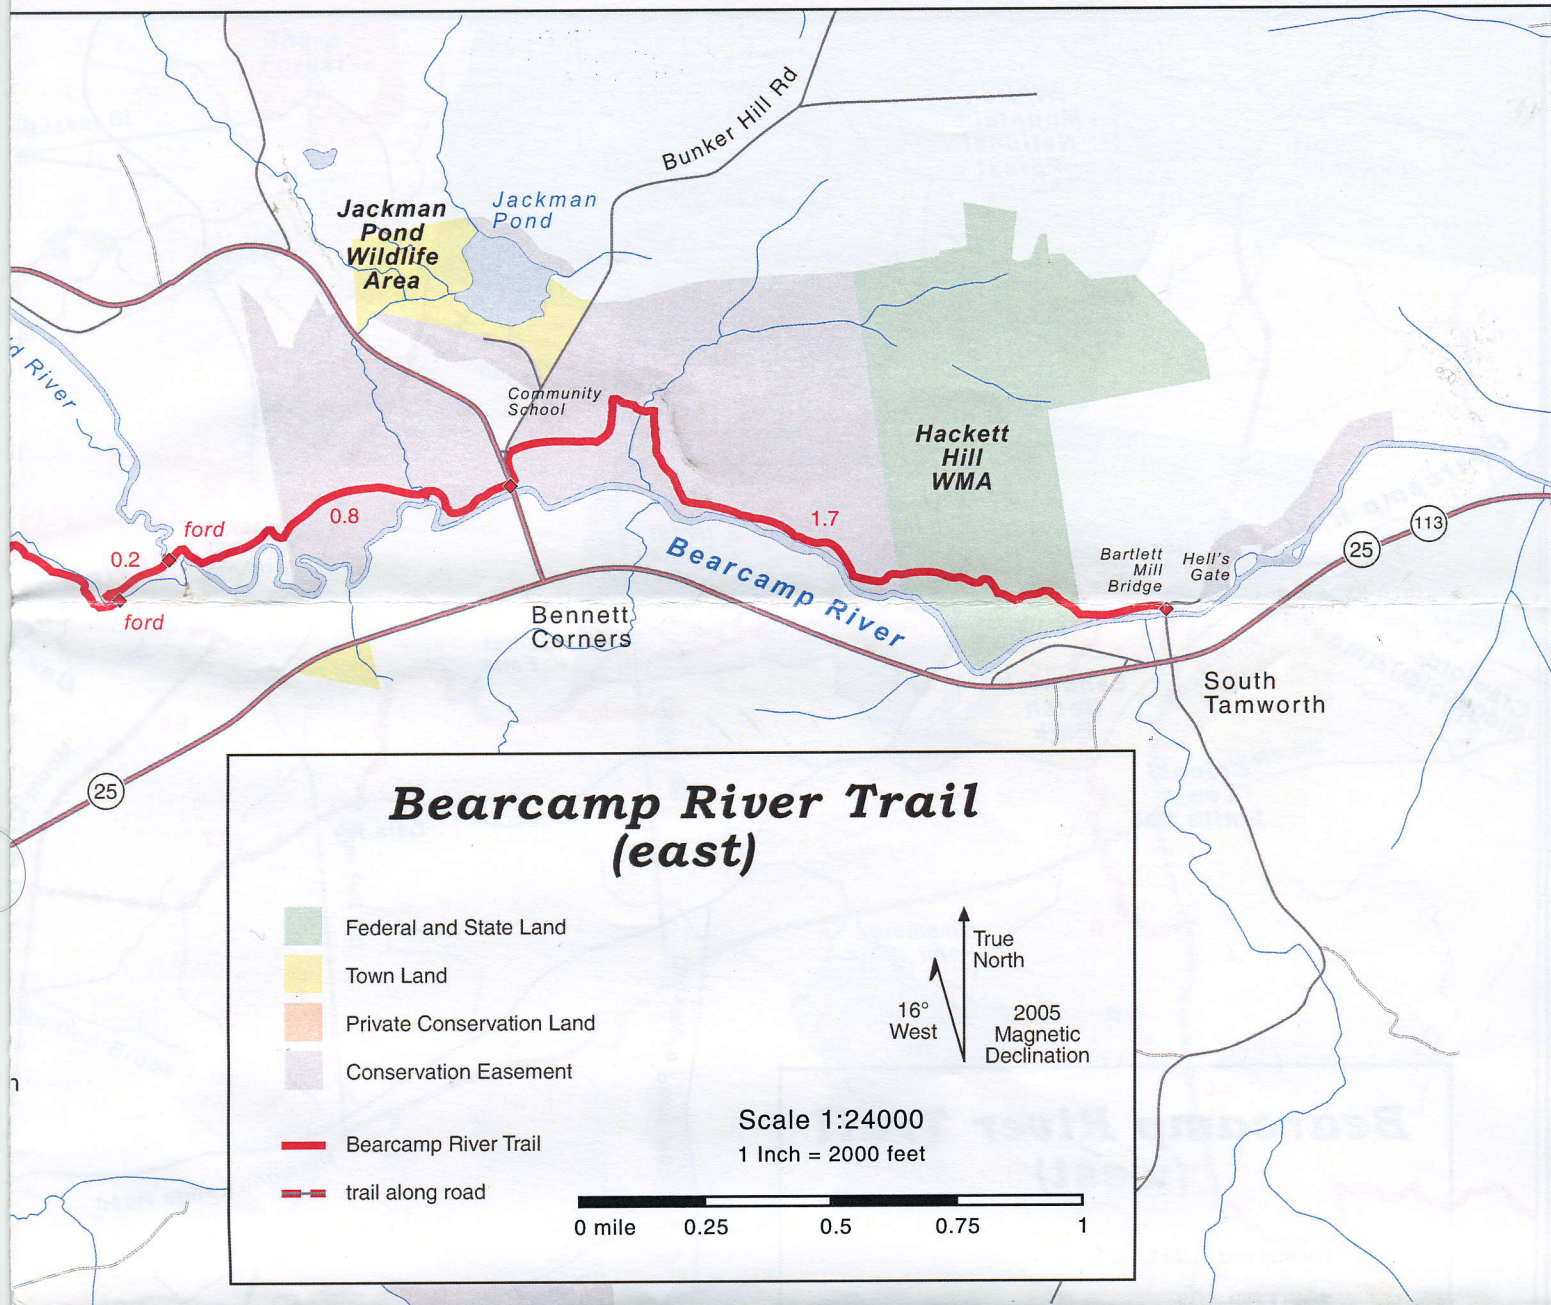 Bunker Hill Rd
Jackman
Pond
Wildlife
Area
Jackman
Pond
Community
School
Hackett
Hill
WMA
d River
ford
0.2
ford
0.8
1.7
Bearcamp River
Bartlett
Mill
Bridge
Hell's
Gate
25
113
Bennett
Corners
South
Tamworth
25
Bearcamp River Trail
(east)
Federal and State Land
Town Land
Private Conservation Land
Conservation Easement
Bearcamp River Trail
trail along road
True
North
16°
West
2005
Magnetic
Declination
Scale 1:24000
1 Inch = 2000 feet
0 mile 0.25 0.5 0.75 1